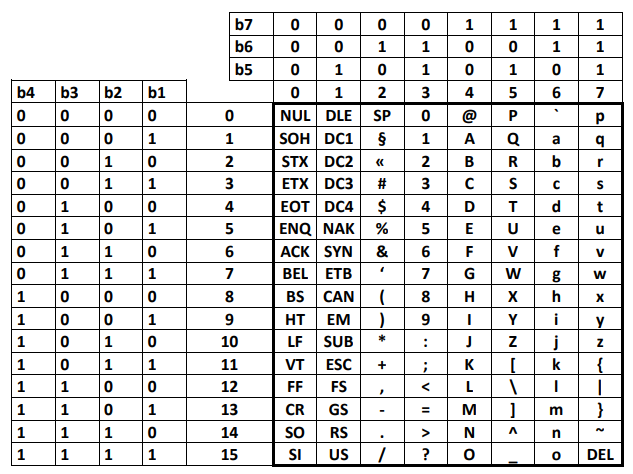 b7 0 0 0 0 1 1 1 1
b6 0 0 1 1 0 0 1 1
b5 0 1 0 1 0 1 0 1
b4 b3 b2 b1 0 1 2 3 4 5 6 7
0 0 0 0 0 NUL DLE SP 0 @ P ` p
0 0 0 1 1 SOH DC1 § 1 A Q a q
0 0 1 0 2 STX DC2 « 2 B R b r
0 0 1 1 3 ETX DC3 # 3 C S c s
0 1 0 0 4 EOT DC4 $ 4 D T d t
0 1 0 1 5 ENQ NAK % 5 E U e u
0 1 1 0 6 ACK SYN & 6 F V f v
0 1 1 1 7 BEL ETB ‘ 7 G W g w
1 0 0 0 8 BS CAN ( 8 H X h x
1 0 0 1 9 HT EM ) 9 I Y i y
1 0 1 0 10 LF SUB * : J Z j z
1 0 1 1 11 VT ESC + ; K [ k {
1 1 0 0 12 FF FS , < L \ l |
1 1 0 1 13 CR GS - = M ] m }
1 1 1 0 14 SO RS . > N ^ n ~
1 1 1 1 15 SI US / ? O _ o DEL